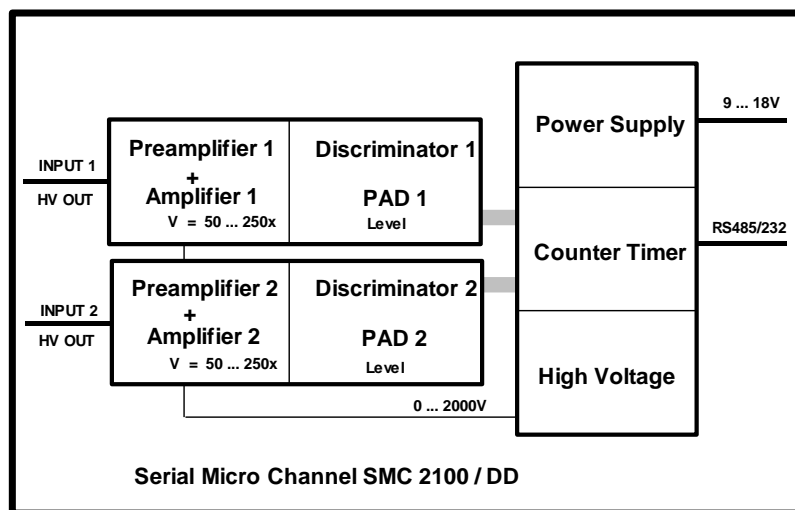 INPUT 1
HV OUT
Preamplifier 1
+
Amplifier 1
V = 50 ... 250x
Discriminator 1
PAD 1
Level
INPUT 2
HV OUT
Preamplifier 2
+
Amplifier 2
V = 50 ... 250x
Discriminator 2
PAD 2
Level
0 ... 2000V
Power Supply
Counter Timer
High Voltage
9 ... 18V
RS485/232
Serial Micro Channel SMC 2100 / DD